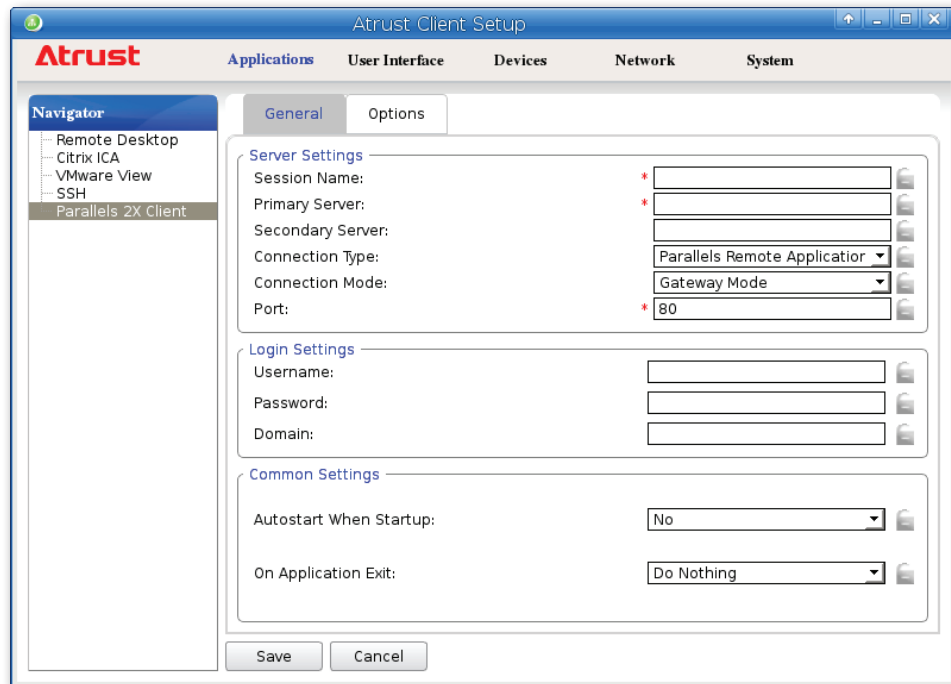 Atrust Client Setup
Atrust
Applications User Interface Devices Network System
Navigator
Remote Desktop
Citrix ICA
VMware View
SSH
Parallels 2X Client
General Options
Server Settings
Session Name: *
Primary Server: *
Secondary Server:
Connection Type: Parallels Remote Application
Connection Mode: Gateway Mode
Port: * 80
Login Settings
Username:
Password:
Domain:
Common Settings
Autostart When Startup: No
On Application Exit: Do Nothing
Save Cancel